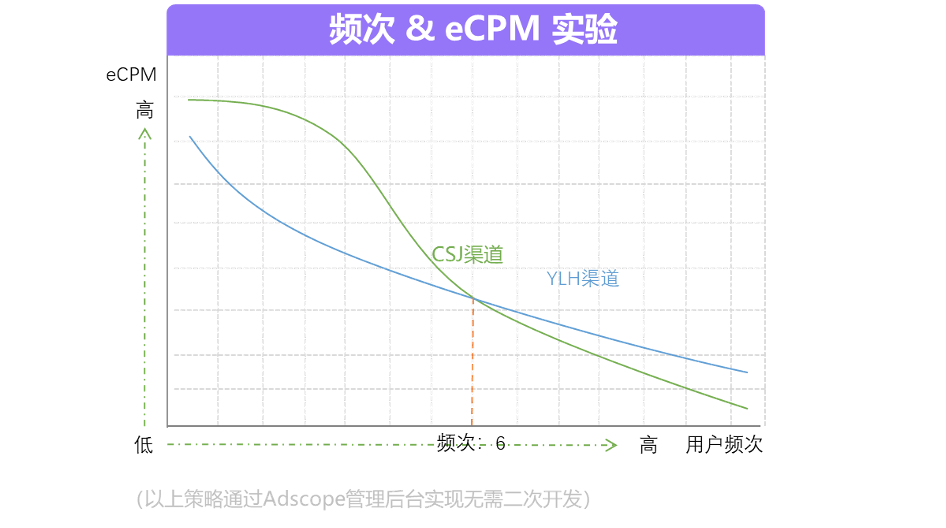 频次 & eCPM 实验
eCPM
高
CSJ渠道
YLH渠道
低
频次：6
高
用户频次
（以上策略通过Adscope管理后台实现无需二次开发）